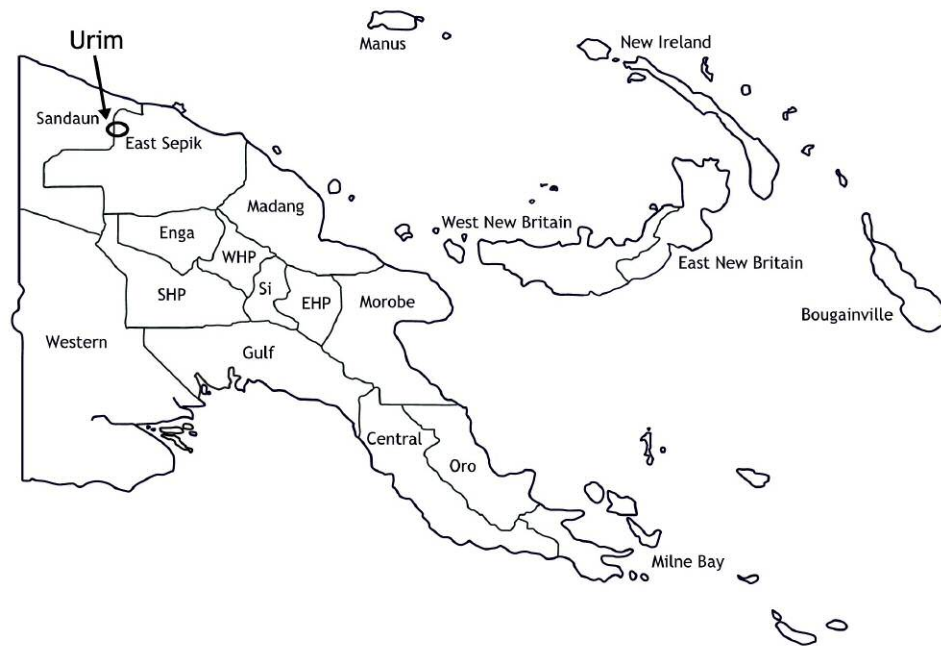 Manus
New Ireland
Urim
Sandaun
East Sepik
Madang
West New Britain
Enga
WHP
East New Britain
SHP
Si
EHP
Morobe
Bougainville
Western
Gulf
Central
Oro
Milne Bay